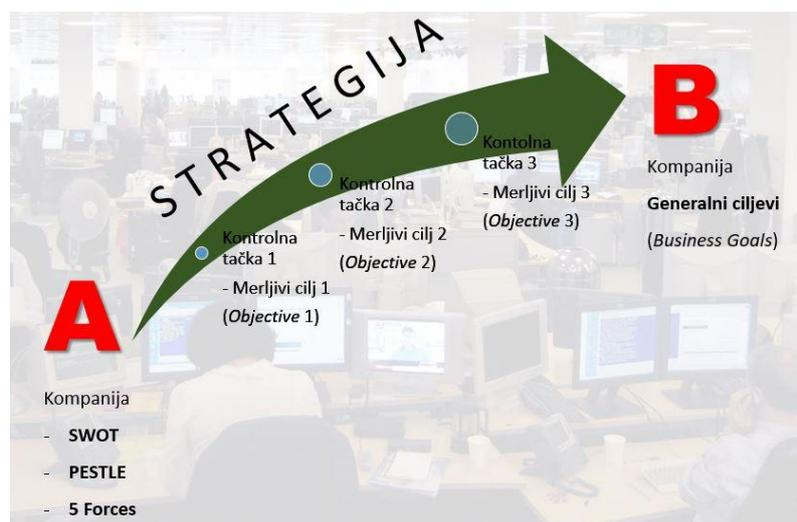 STRATEGIJA
A
Kompanija
- SWOT
- PESTLE
- 5 Forces
Kontrolna
tačka 1
- Merljivi cilj 1
(Objective 1)
Kontrolna
tačka 2
- Merljivi cilj 2
(Objective 2)
Kontolna
tačka 3
- Merljivi cilj 3
(Objective 3)
B
Kompanija
Generalni ciljevi
(Business Goals)